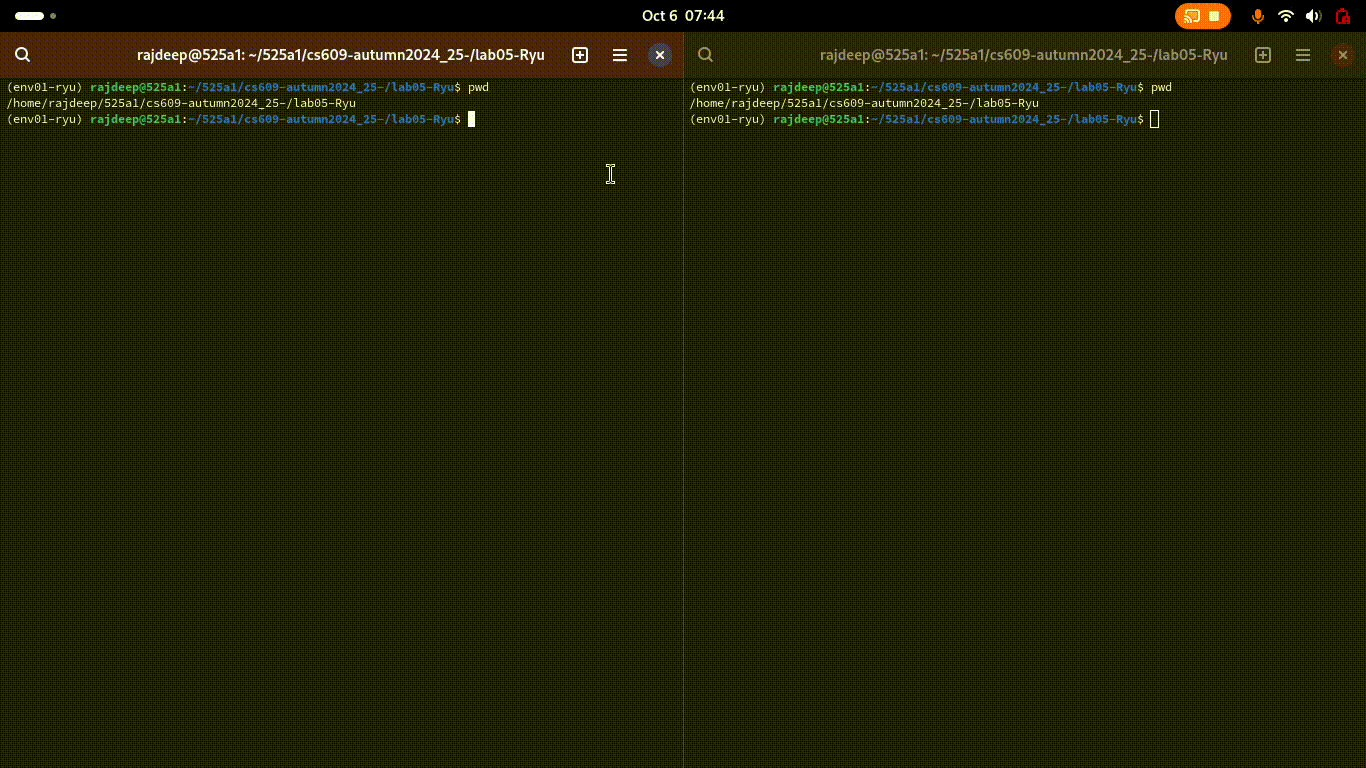 Oct 6 07:44
rajdeep@525a1: ~/525a1/cs609-autumn2024_25-/lab05-Ryu
(env01-ryu) rajdeep@525a1:~/525a1/cs609-autumn2024_25-/lab05-Ryu$ pwd
/home/rajdeep/525a1/cs609-autumn2024_25-/lab05-Ryu
(env01-ryu) rajdeep@525a1:~/525a1/cs609-autumn2024_25-/lab05-Ryu$
rajdeep@525a1: ~/525a1/cs609-autumn2024_25-/lab05-Ryu
(env01-ryu) rajdeep@525a1:~/525a1/cs609-autumn2024_25-/lab05-Ryu$ pwd
/home/rajdeep/525a1/cs609-autumn2024_25-/lab05-Ryu
(env01-ryu) rajdeep@525a1:~/525a1/cs609-autumn2024_25-/lab05-Ryu$